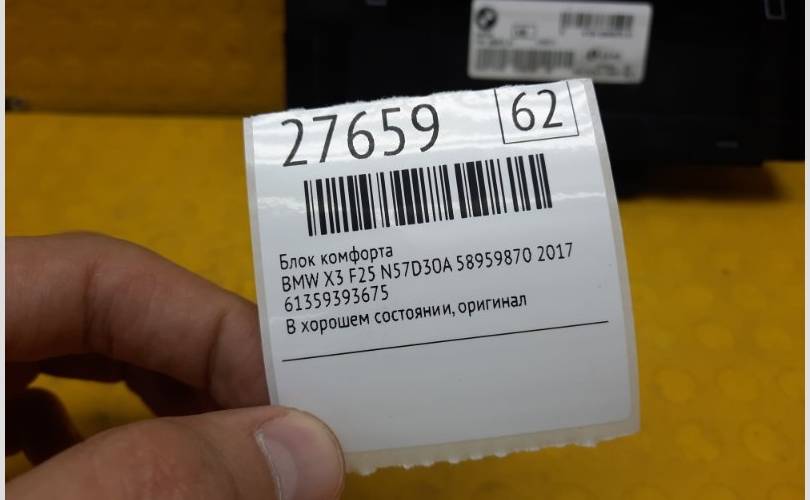 27659 62
Блок комфорта
BMW X3 F25 N57D30A 58959870 2017
61359393675
В хорошем состоянии, оригинал